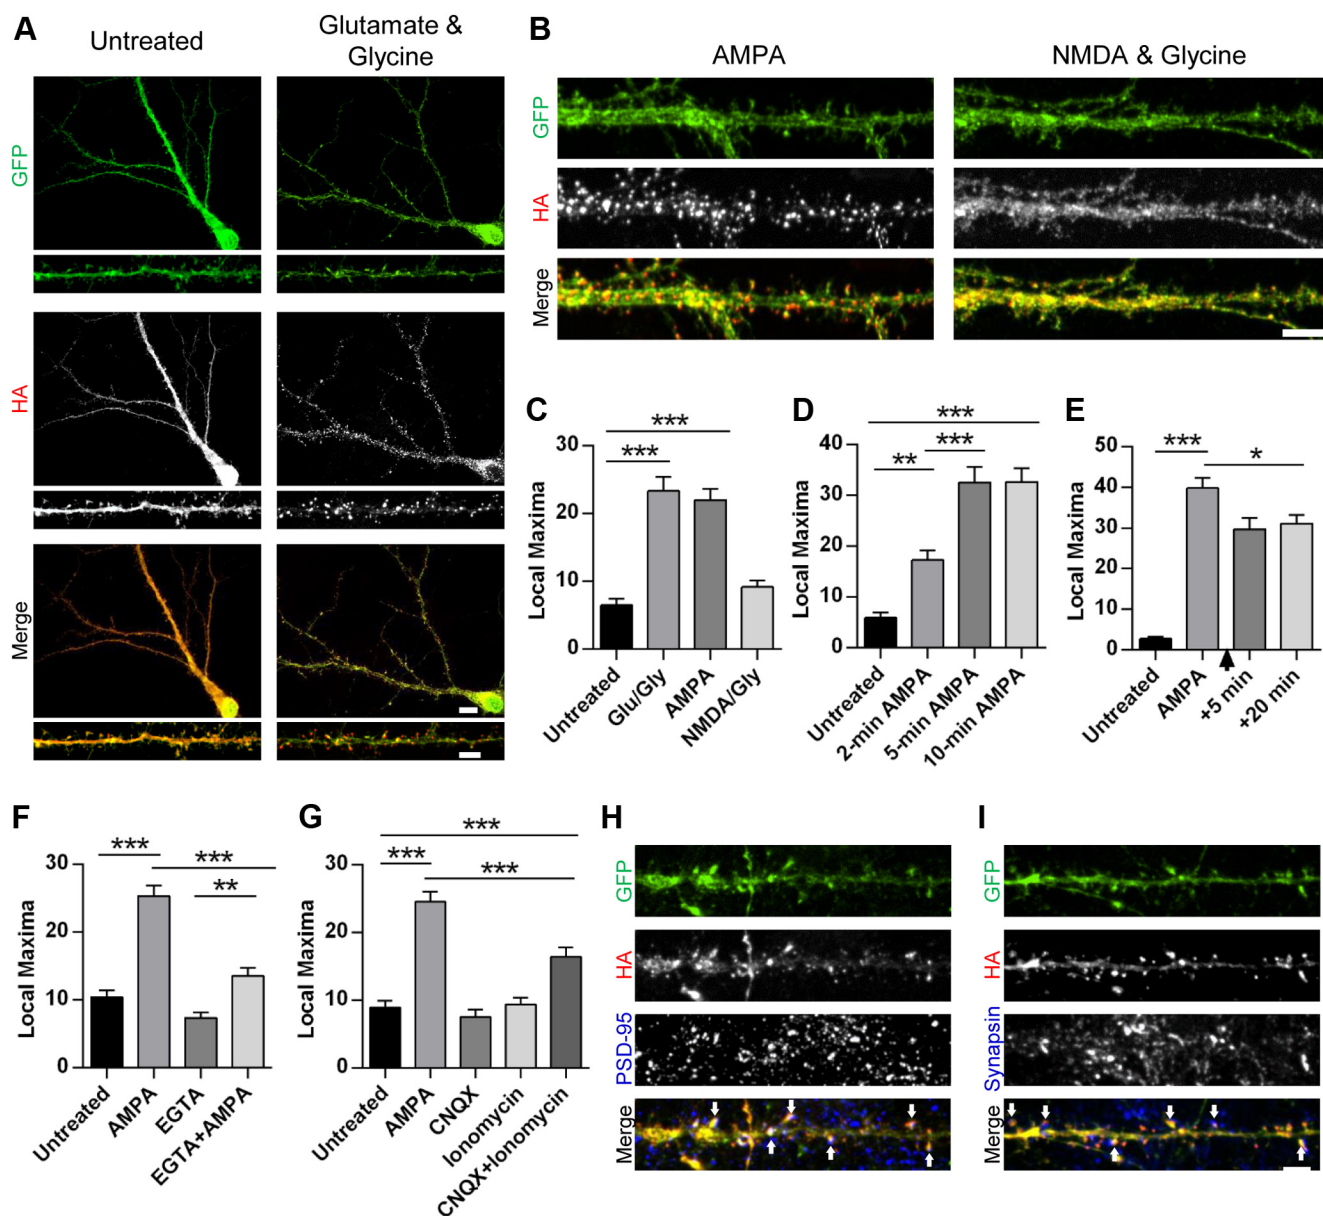 A
Untreated
Glutamate &
Glycine
GFP
HA
Merge
B
AMPA
NMDA & Glycine
GFP
HA
Merge
C
***
***
30
20
10
0
Local Maxima
Untreated
Glu/Gly
AMPA
NMDA/Gly
D
***
**
***
40
30
20
10
0
Local Maxima
Untreated
2-min AMPA
5-min AMPA
10-min AMPA
E
***
*
50
40
30
20
10
0
Local Maxima
Untreated
AMPA
+5 min
+20 min
F
***
***
**
30
20
10
0
Local Maxima
Untreated
AMPA
EGTA
EGTA+AMPA
G
***
***
***
30
20
10
0
Local Maxima
Untreated
AMPA
CNQX
Ionomycin
CNQX+Ionomycin
H
GFP
HA
PSD-95
Merge
I
GFP
HA
Synapsin
Merge